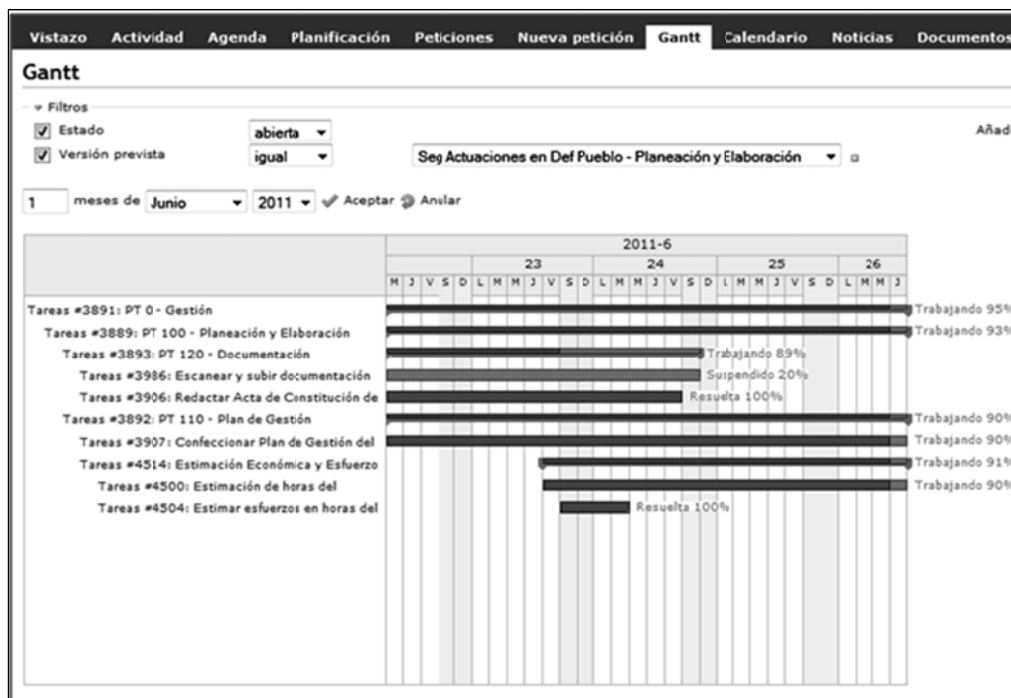 Vistazo Actividad Agenda Planificación Peticiones Nueva petición Gantt Calendario Noticias Documentos
Gantt
Filtros
Estado abierta Añadi
Versión prevista igual Seg Actuaciones en Def Pueblo - Planeación y Elaboración
1 meses de Junio 2011 Aceptar Anular
2011-6
23 24 25 26
M J V S D L M M J V S D L M M J V S D L M M J V S D L M M J
Tareas #3891: PT 0 - Gestión Trabajando 95%
Tareas #3889: PT 100 - Planeación y Elaboración Trabajando 93%
Tareas #3893: PT 120 - Documentación Trabajando 89%
Tareas #3986: Escanear y subir documentación Suspendido 20%
Tareas #3906: Redactar Acta de Constitución de Resuelta 100%
Tareas #3892: PT 110 - Plan de Gestión Trabajando 90%
Tareas #3907: Confeccionar Plan de Gestión del Trabajando 90%
Tareas #4514: Estimación Económica y Esfuerzo Trabajando 91%
Tareas #4500: Estimación de horas del Trabajando 90%
Tareas #4504: Estimar esfuerzos en horas del Resuelta 100%